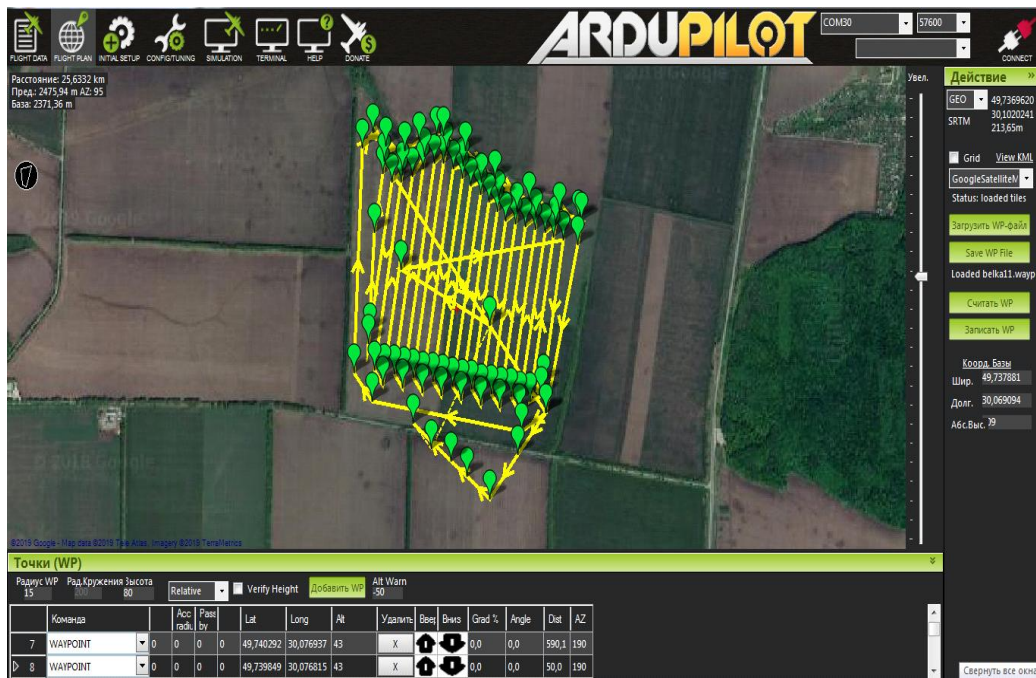 ARDUPILOT
COM30
57600
FLIGHT DATA
FLIGHT PLAN
INITIAL SETUP
CONFIG/TUNING
SIMULATION
TERMINAL
HELP
DONATE
CONNECT
Расстояние: 25,6332 km
Пред.: 2475,94 m AZ: 95
База: 2371,36 m
Увел.
Действие »
GEO 49,7369620
30,1020241
SRTM 213,65m
Grid View KML
GoogleSatelliteM
Status: loaded tiles
Загрузить WP-файл
Save WP File
Loaded belka11.wayp
Считать WP
Записать WP
Коорд. Базы
Шир. 49,737881
Долг. 30,069094
Абс.Выс. 99
©2019 Google - Map data ©2019 Tele Atlas, Imagery ©2019 TerraMetrics
Точки (WP)
Радиус WP Рад.Кружения Высота Alt Warn
15 200 80 Relative Verify Height Добавить WP -50
Команда Acc radiu Pass by Lat Long Alt Удалить Ввер Вниз Grad % Angle Dist AZ
7 WAYPOINT 0 0 0 0 49,740292 30,076937 43 X 0,0 0,0 590,1 190
8 WAYPOINT 0 0 0 0 49,739849 30,076815 43 X 0,0 0,0 50,0 190
Свернуть все окна